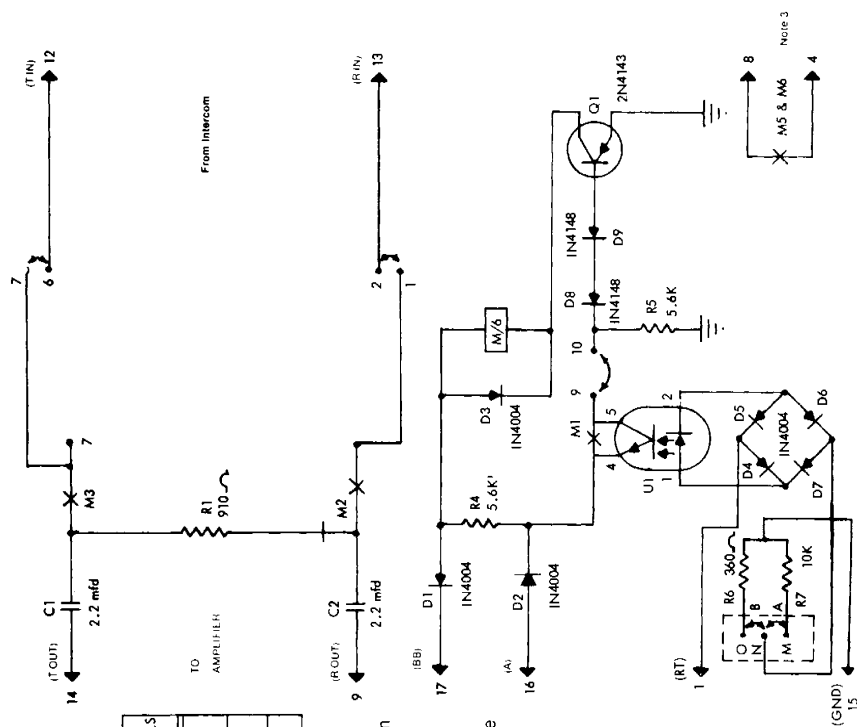 (T IN)
12
7
6
7
M3
R1
910
C1
2.2 mfd
(T OUT)
14
From Intercom
TO
AMPLIFIER
(R IN)
13
2
1
M2
C2
2.2 mfd
(R OUT)
9
.S
n
e
Q1
2N4143
8
M5 & M6
4
Note 3
M/6
D3
IN4004
IN4148
D9
D8
IN4148
R5
5.6K
10
9
R4
5.6K
D1
IN4004
(BB)
17
D2
IN4004
(A)
16
M1
5
4
2
1
U1
D5
D4
IN4004
D6
D7
(RT)
1
R6
360
B
A
R7
10K
O
N
M
(GND)
15